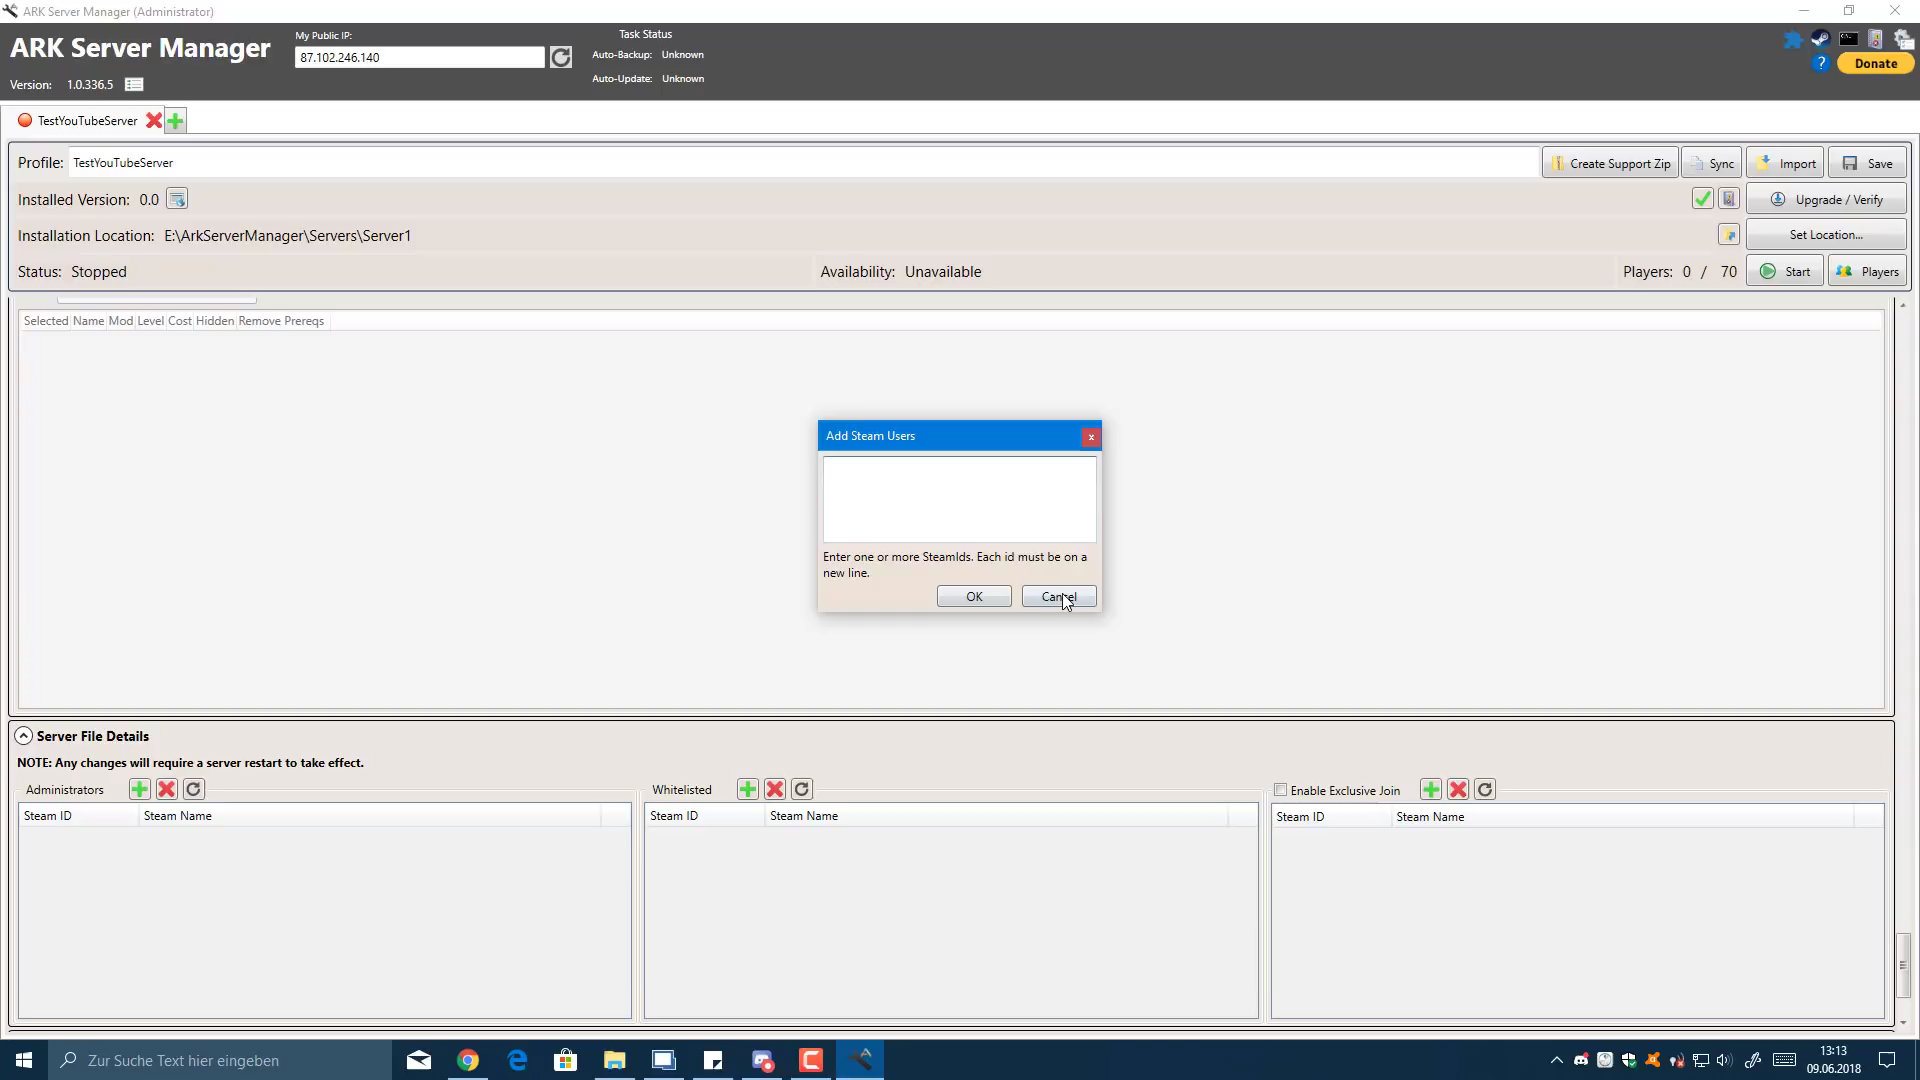 ARK Server Manager (Administrator)
ARK Server Manager
My Public IP:
87.102.246.140
Task Status
Auto-Backup: Unknown
Auto-Update: Unknown
Version: 1.0.336.5
?
Donate
TestYouTubeServer
Profile: TestYouTubeServer
Create Support Zip
Sync
Import
Save
Installed Version: 0.0
Upgrade / Verify
Installation Location: E:\ArkServerManager\Servers\Server1
Set Location...
Status: Stopped
Availability: Unavailable
Players: 0 / 70
Start
Players
Selected Name Mod Level Cost Hidden Remove Prereqs
Add Steam Users
x
Enter one or more SteamIds. Each id must be on a
new line.
OK
Cancel
Server File Details
NOTE: Any changes will require a server restart to take effect.
Administrators
Whitelisted
Enable Exclusive Join
Steam ID Steam Name
Steam ID Steam Name
Steam ID Steam Name
Zur Suche Text hier eingeben
13:13
09.06.2018